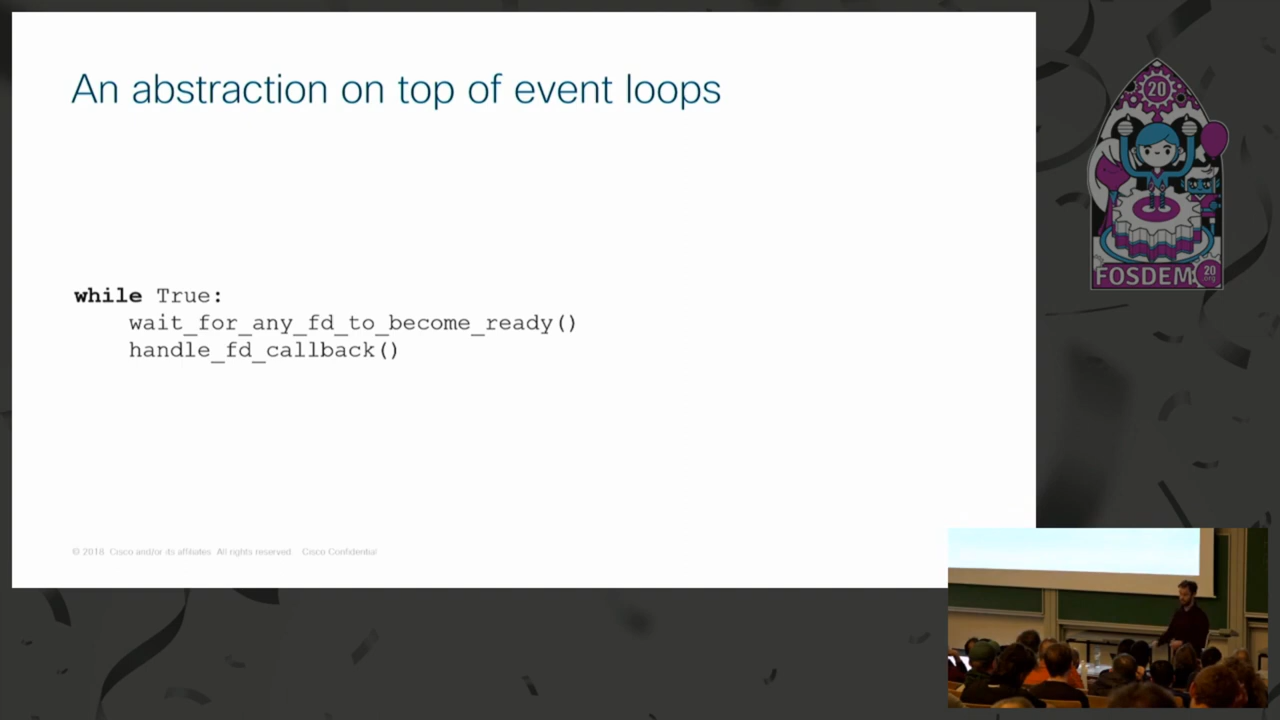 An abstraction on top of event loops
while True:
wait_for_any_fd_to_become_ready()
handle_fd_callback()
© 2018 Cisco and/or its affiliates. All rights reserved. Cisco Confidential
20
FOSDEM
20
.org